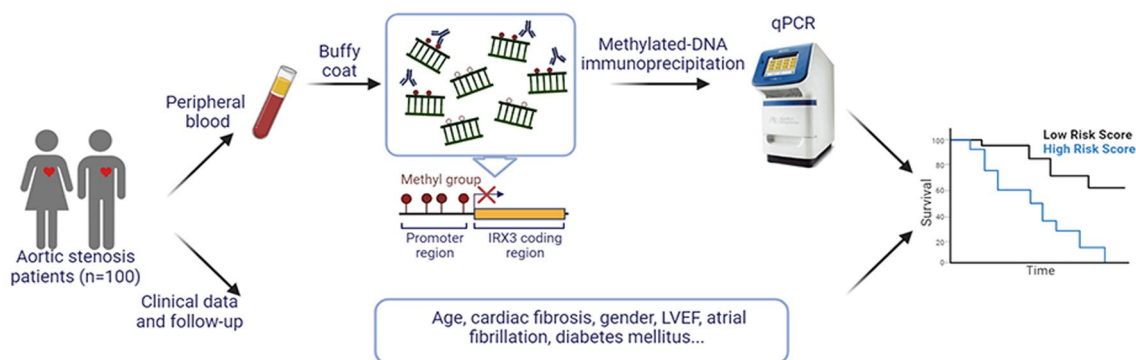 Aortic stenosis
patients (n=100)
Peripheral
blood
Buffy
coat
Methylated-DNA
immunoprecipitation
qPCR
Methyl group
Promoter
region
IRX3 coding
region
Clinical data
and follow-up
Age, cardiac fibrosis, gender, LVEF, atrial
fibrillation, diabetes mellitus...
Low Risk Score
High Risk Score
Survival
100
80
60
40
20
0
Time